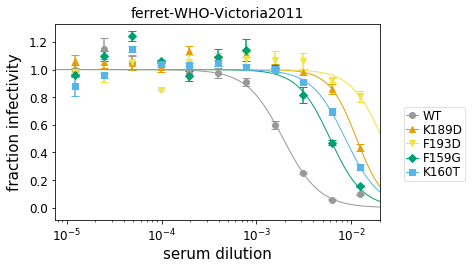 ferret-WHO-Victoria2011
fraction infectivity
1.2
1.0
0.8
0.6
0.4
0.2
0.0
10⁻⁵
10⁻⁴
10⁻³
10⁻²
serum dilution
WT
K189D
F193D
F159G
K160T